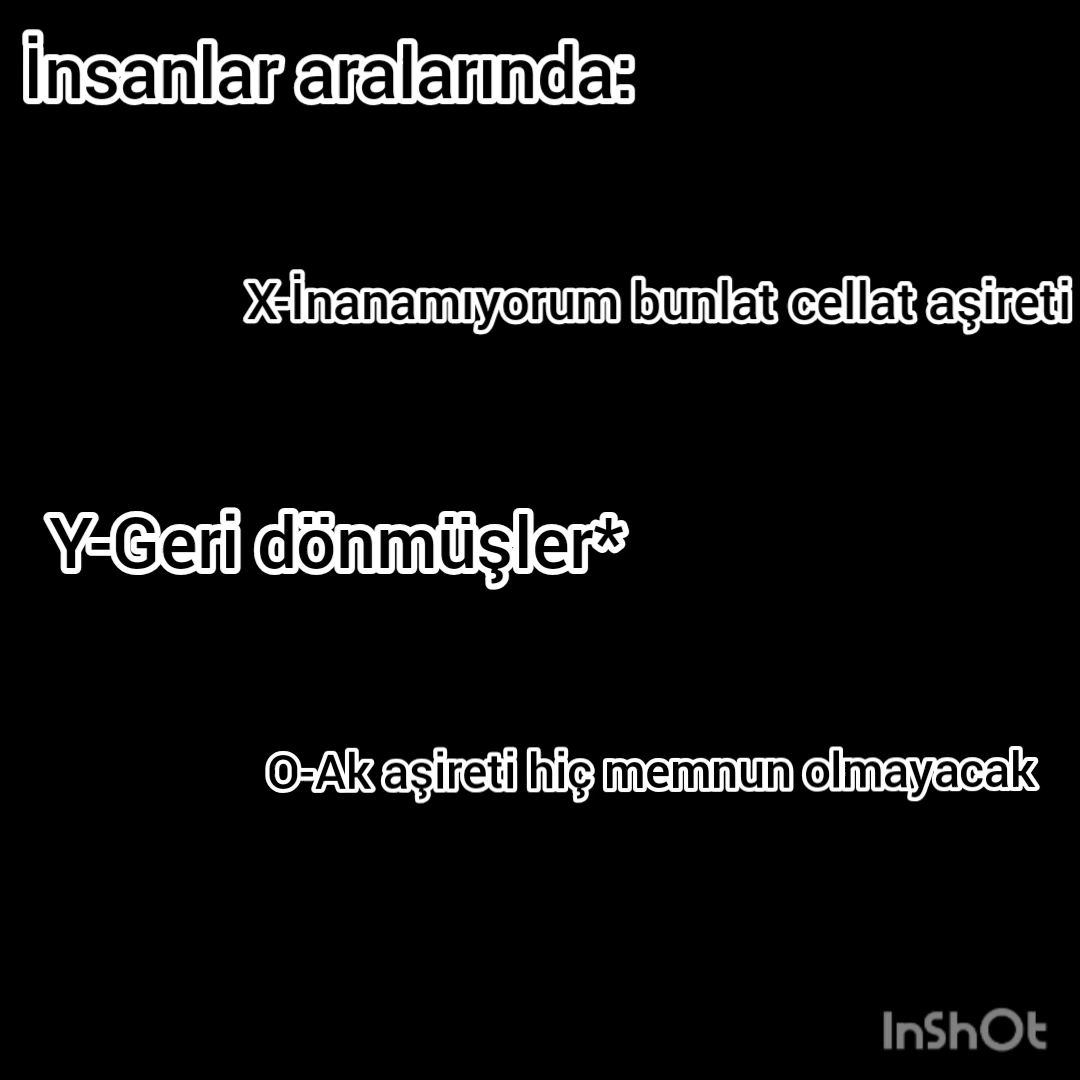 İnsanlar aralarında:
X-İnanamıyorum bunlat cellat aşireti
Y-Geri dönmüşler*
O-Ak aşireti hiç memnun olmayacak
InShOt